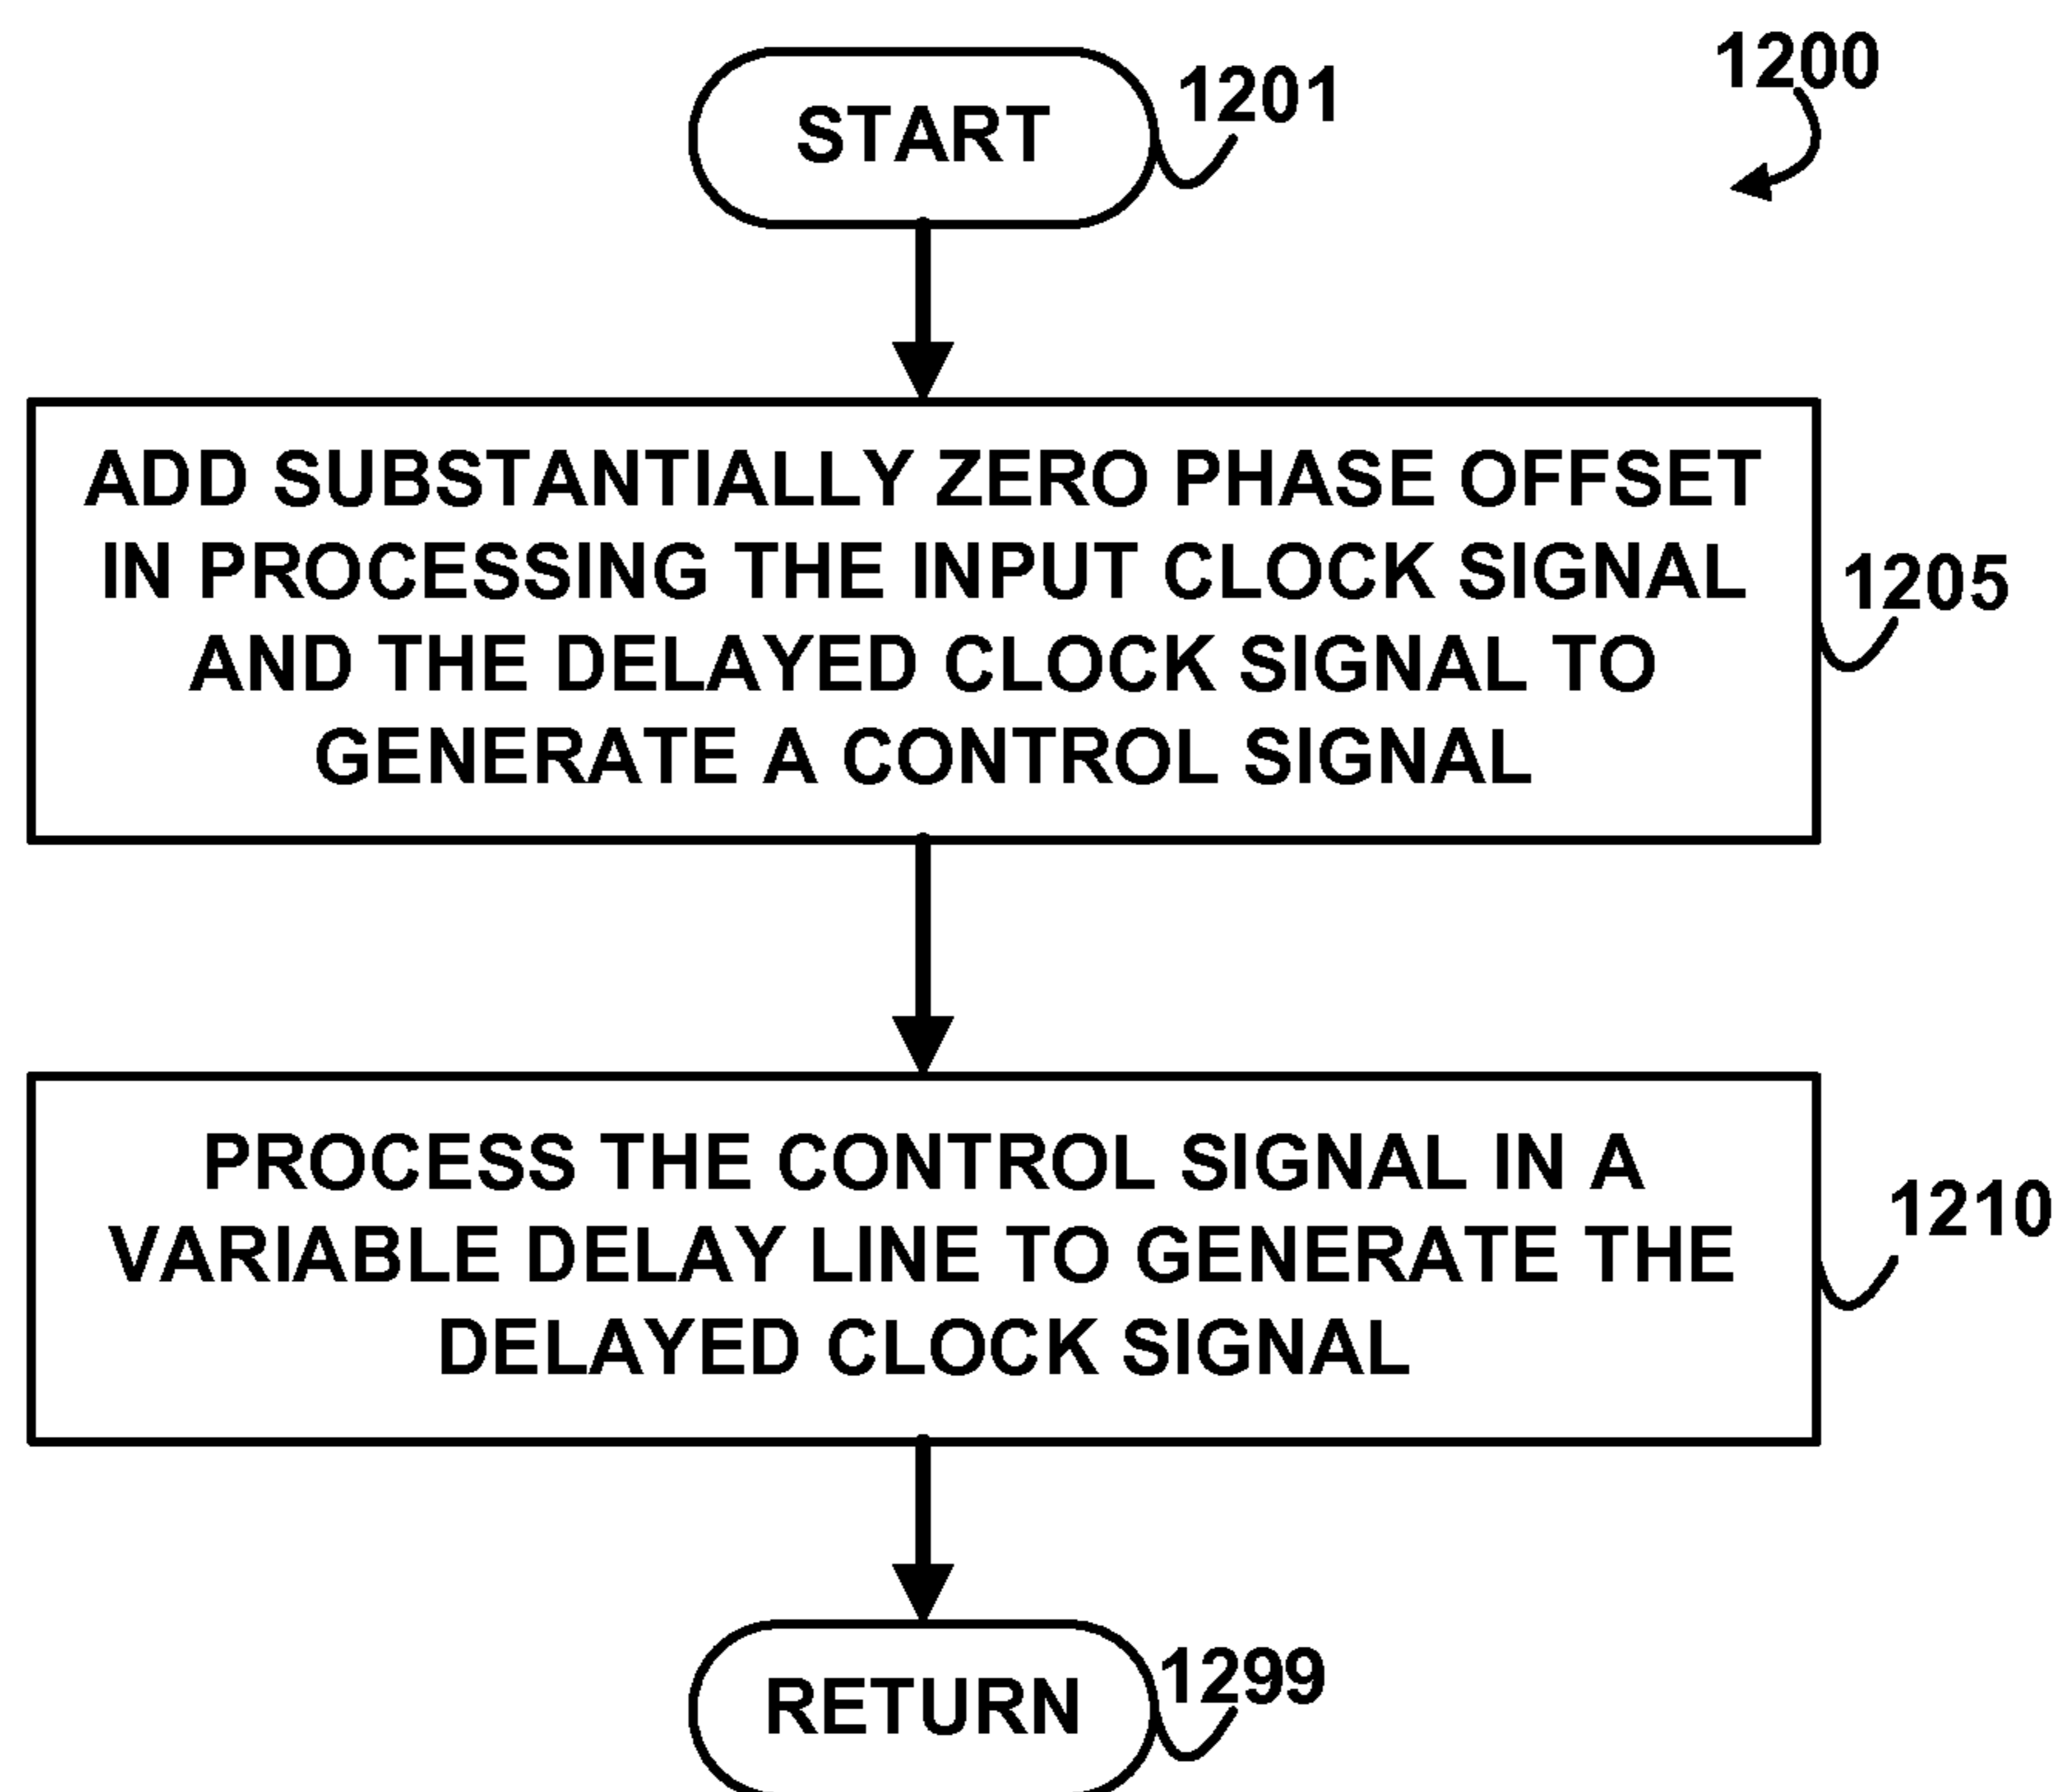 1200
START
1201
ADD SUBSTANTIALLY ZERO PHASE OFFSET
IN PROCESSING THE INPUT CLOCK SIGNAL
AND THE DELAYED CLOCK SIGNAL TO
GENERATE A CONTROL SIGNAL
1205
PROCESS THE CONTROL SIGNAL IN A
VARIABLE DELAY LINE TO GENERATE THE
DELAYED CLOCK SIGNAL
1210
RETURN
1299